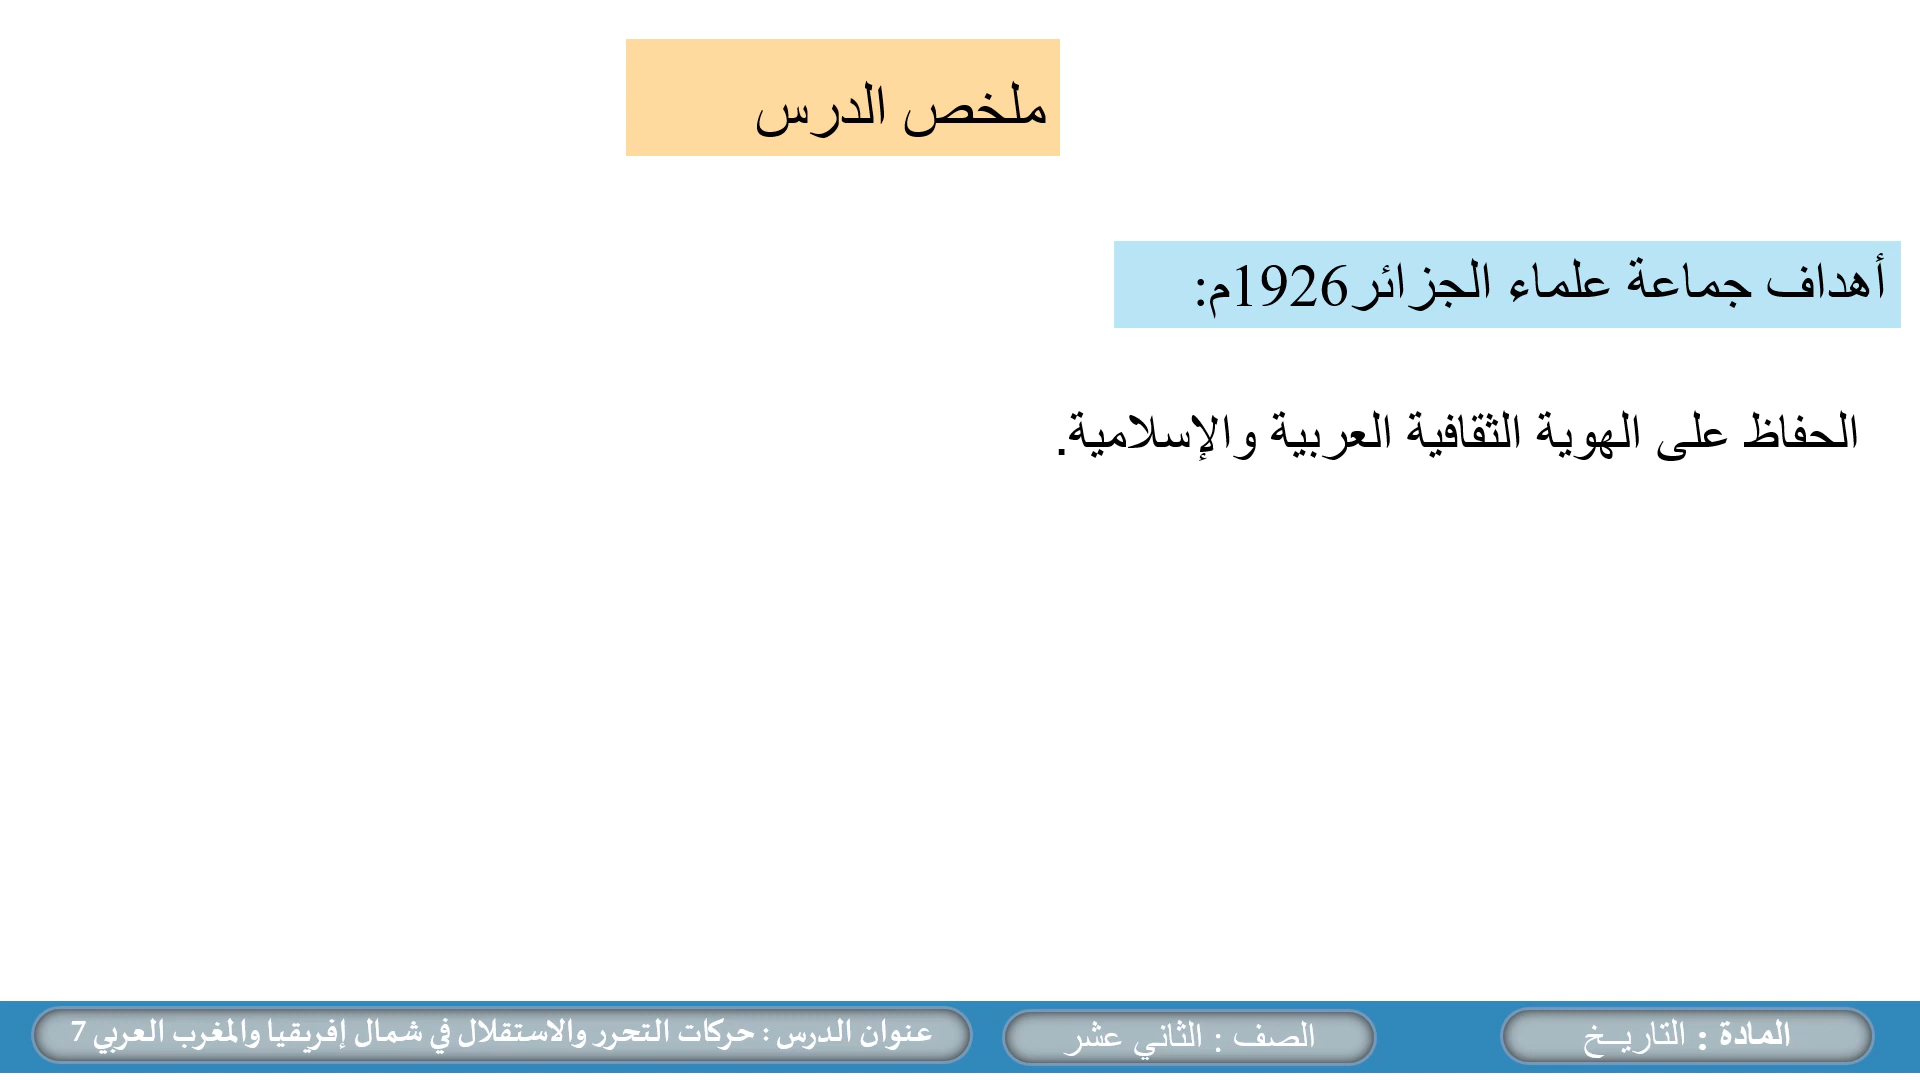 ملخص الدرس
أهداف جماعة علماء الجزائر1926م:
الحفاظ على الهوية الثقافية العربية والإسلامية.
المادة : التاريـــخ
الصف : الثاني عشر
عنوان الدرس : حركات التحرر والاستقلال في شمال إفريقيا والمغرب العربي 7